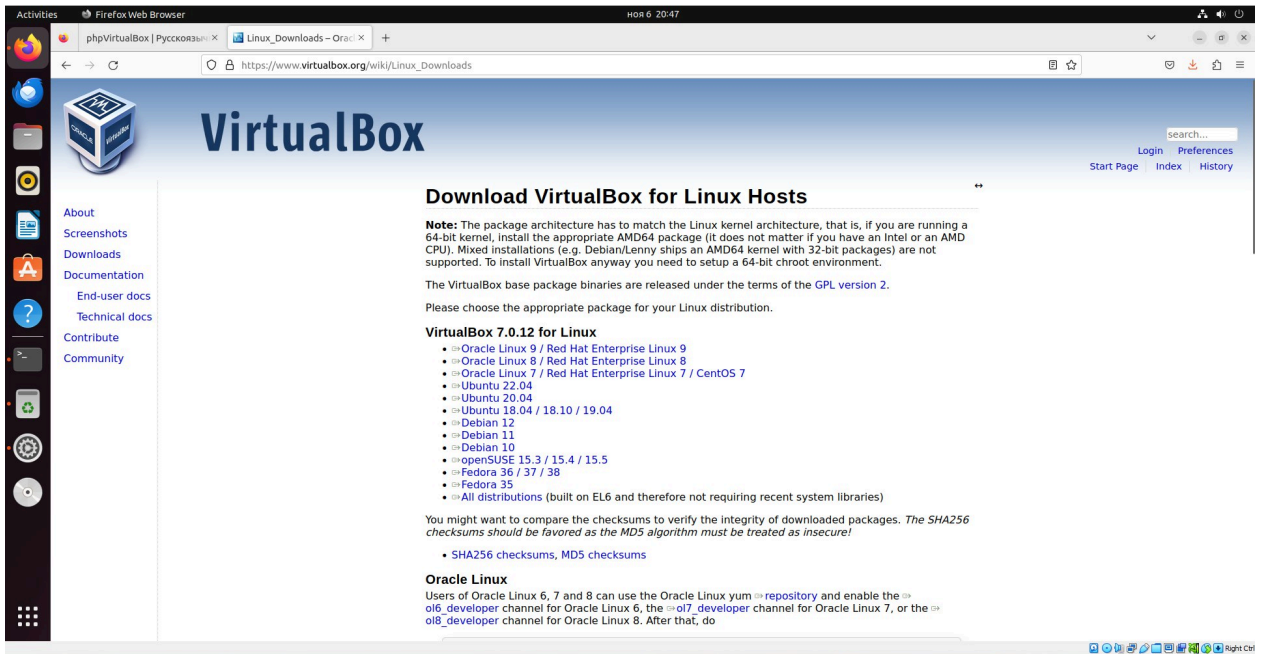 Activities Firefox Web Browser ноя 6 20:47
phpVirtualBox | Русскоязы × Linux_Downloads – Orac × +
https://www.virtualbox.org/wiki/Linux_Downloads
VirtualBox
search...
Login Preferences
Start Page Index History
About
Screenshots
Downloads
Documentation
End-user docs
Technical docs
Contribute
Community
Download VirtualBox for Linux Hosts
Note: The package architecture has to match the Linux kernel architecture, that is, if you are running a
64-bit kernel, install the appropriate AMD64 package (it does not matter if you have an Intel or an AMD
CPU). Mixed installations (e.g. Debian/Lenny ships an AMD64 kernel with 32-bit packages) are not
supported. To install VirtualBox anyway you need to setup a 64-bit chroot environment.
The VirtualBox base package binaries are released under the terms of the GPL version 2.
Please choose the appropriate package for your Linux distribution.
VirtualBox 7.0.12 for Linux
• Oracle Linux 9 / Red Hat Enterprise Linux 9
• Oracle Linux 8 / Red Hat Enterprise Linux 8
• Oracle Linux 7 / Red Hat Enterprise Linux 7 / CentOS 7
• Ubuntu 22.04
• Ubuntu 20.04
• Ubuntu 18.04 / 18.10 / 19.04
• Debian 12
• Debian 11
• Debian 10
• openSUSE 15.3 / 15.4 / 15.5
• Fedora 36 / 37 / 38
• Fedora 35
• All distributions (built on EL6 and therefore not requiring recent system libraries)
You might want to compare the checksums to verify the integrity of downloaded packages. The SHA256
checksums should be favored as the MD5 algorithm must be treated as insecure!
• SHA256 checksums, MD5 checksums
Oracle Linux
Users of Oracle Linux 6, 7 and 8 can use the Oracle Linux yum repository and enable the
ol6_developer channel for Oracle Linux 6, the ol7_developer channel for Oracle Linux 7, or the
ol8_developer channel for Oracle Linux 8. After that, do
Right Ctrl